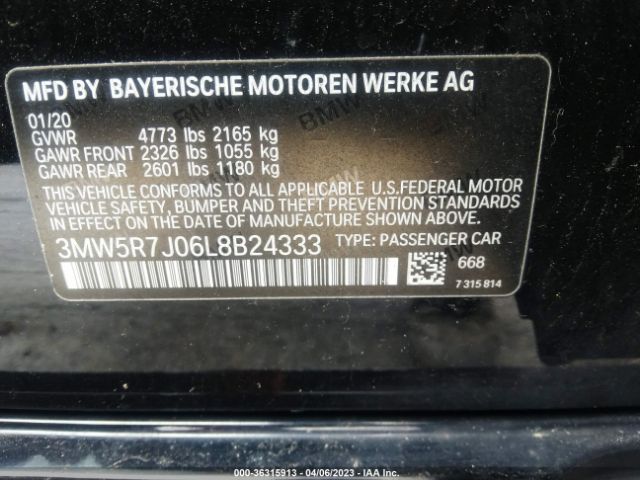 MFD BY BAYERISCHE MOTOREN WERKE AG
01/20
GVWR 4773 lbs 2165 kg
GAWR FRONT 2326 lbs 1055 kg
GAWR REAR 2601 lbs 1180 kg
THIS VEHICLE CONFORMS TO ALL APPLICABLE U.S.FEDERAL MOTOR
VEHICLE SAFETY, BUMPER AND THEFT PREVENTION STANDARDS
IN EFFECT ON THE DATE OF MANUFACTURE SHOWN ABOVE.
3MW5R7J06L8B24333 TYPE: PASSENGER CAR
668
7 315 814
000-36315913 - 04/06/2023 - IAA Inc.